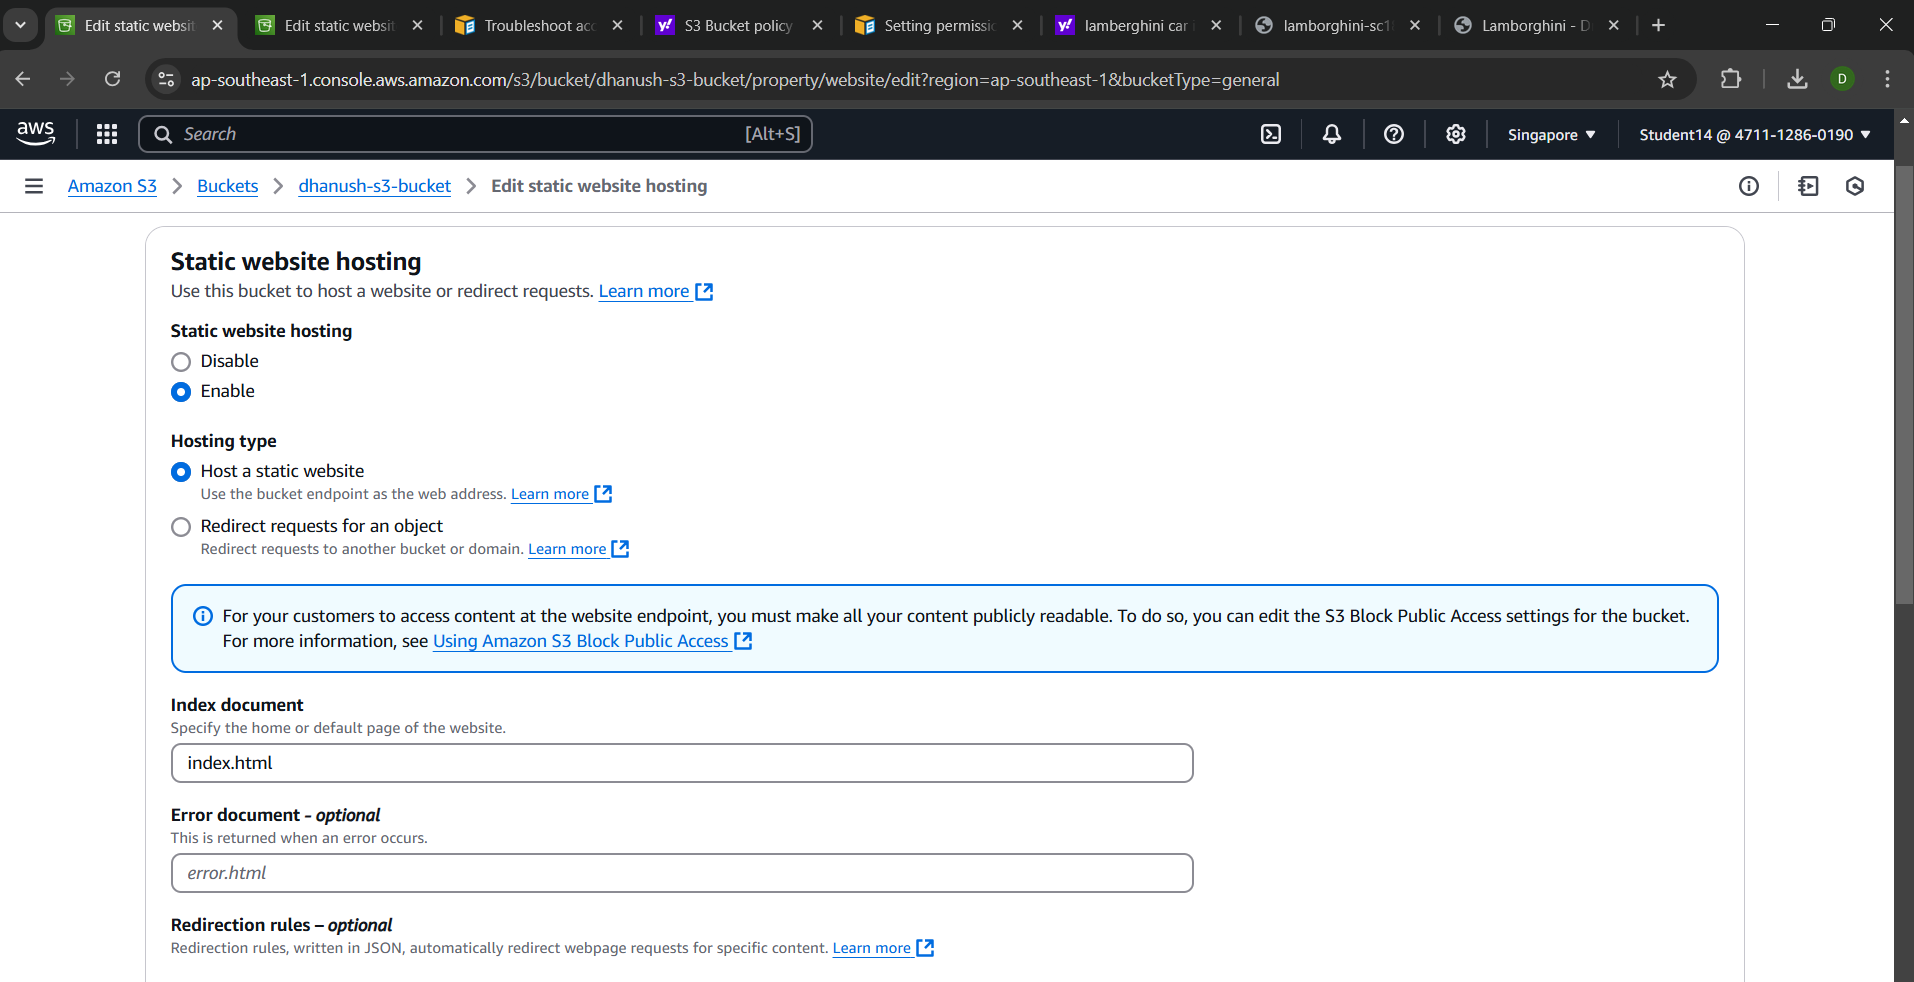 Edit static websit
Edit static websit
Troubleshoot acc
S3 Bucket policy
Setting permissio
lamberghini car i
lamborghini-sc18
Lamborghini - D
ap-southeast-1.console.aws.amazon.com/s3/bucket/dhanush-s3-bucket/property/website/edit?region=ap-southeast-1&bucketType=general
D
aws
Search
[Alt+S]
Singapore
Student14 @ 4711-1286-0190
Amazon S3
Buckets
dhanush-s3-bucket
Edit static website hosting
Static website hosting
Use this bucket to host a website or redirect requests. Learn more
Static website hosting
Disable
Enable
Hosting type
Host a static website
Use the bucket endpoint as the web address. Learn more
Redirect requests for an object
Redirect requests to another bucket or domain. Learn more
For your customers to access content at the website endpoint, you must make all your content publicly readable. To do so, you can edit the S3 Block Public Access settings for the bucket.
For more information, see Using Amazon S3 Block Public Access
Index document
Specify the home or default page of the website.
index.html
Error document - optional
This is returned when an error occurs.
error.html
Redirection rules – optional
Redirection rules, written in JSON, automatically redirect webpage requests for specific content. Learn more